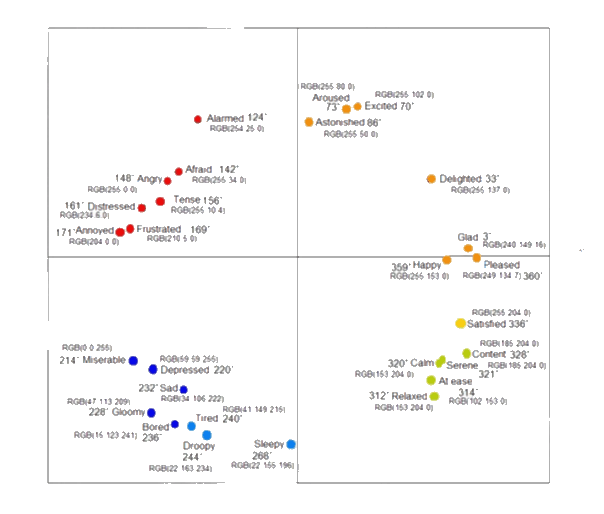 RGB(255 80 0)
Aroused
73°
RGB(255 102 0)
Excited 70°
Astonished 86°
RGB(255 50 0)
Alarmed 124°
RGB(254 25 0)
Afraid 142°
RGB(255 34 0)
148° Angry
RGB(255 0 0)
Tense 156°
RGB(255 10 4)
161° Distressed
RGB(234 6 0)
171° Annoyed
RGB(204 0 0)
Frustrated 169°
RGB(210 5 0)
Delighted 33°
RGB(255 137 0)
Glad 3°
RGB(240 149 16)
359° Happy
RGB(255 153 0)
Pleased
RGB(249 134 7) 360°
RGB(255 204 0)
Satisfied 336°
RGB(185 204 0)
Content 328°
RGB(185 204 0)
320° Calm
RGB(153 204 0)
Serene
321°
At ease
314°
RGB(102 153 0)
312° Relaxed
RGB(153 204 0)
RGB(0 0 255)
214° Miserable
RGB(59 59 255)
Depressed 220°
232° Sad
RGB(34 106 222)
RGB(47 113 209)
228° Gloomy
RGB(41 149 215)
Tired 240°
Bored
236°
RGB(15 123 241)
Droopy
244°
RGB(22 163 234)
Sleepy
266°
RGB(22 155 196)